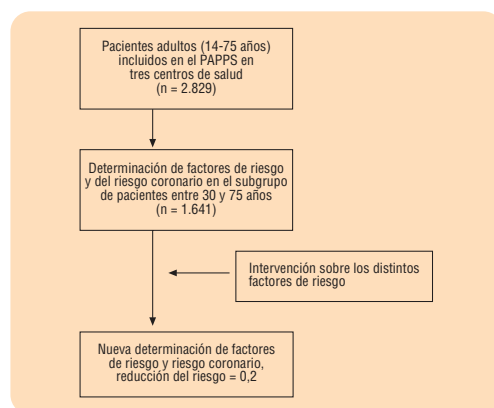 Pacientes adultos (14-75 años)
incluidos en el PAPPS en
tres centros de salud
(n = 2.829)
Determinación de factores de riesgo
y del riesgo coronario en el subgrupo
de pacientes entre 30 y 75 años
(n = 1.641)
Intervención sobre los distintos
factores de riesgo
Nueva determinación de factores
de riesgo y riesgo coronario,
reducción del riesgo = 0,2